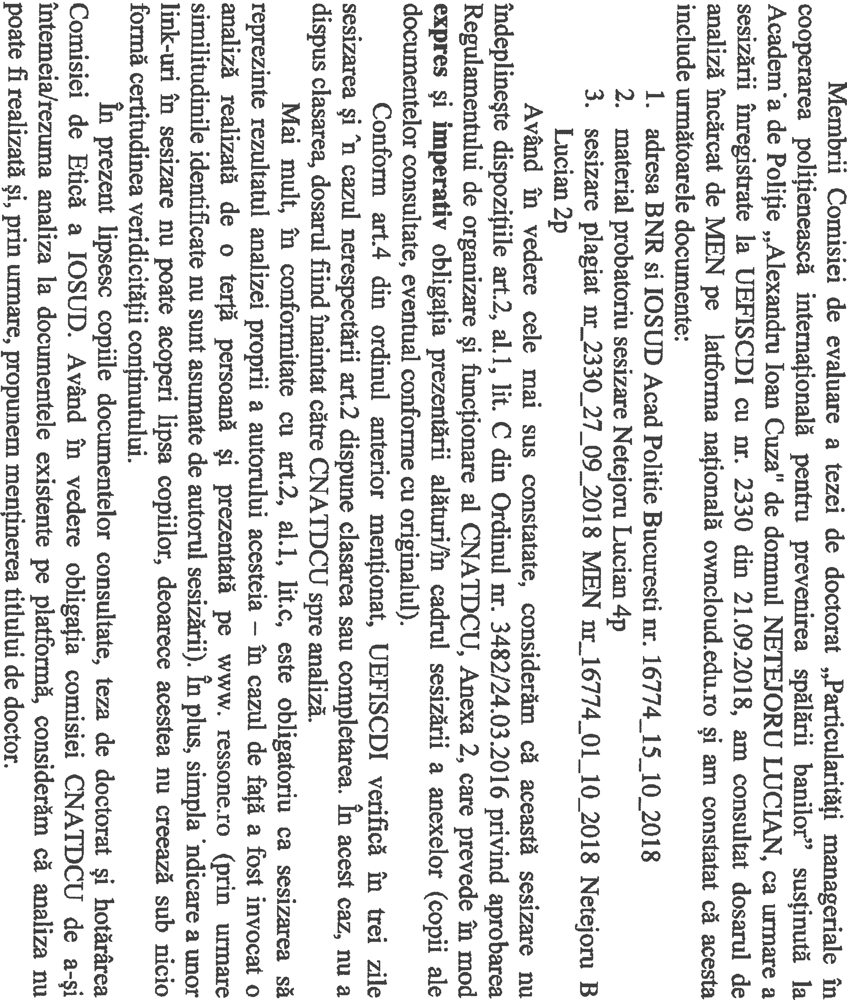 Membrii Comisiei de evaluare a tezei de doctorat „Particularități manageriale în
cooperarea polițienească internațională pentru prevenirea spălării banilor” susținută la
Academ a de Poliție „Alexandru Ioan Cuza" de domnul NETEJORU LUCIAN, ca urmare a
sesizării înregistrate la UEFISCDI cu nr. 2330 din 21.09.2018, am consultat dosarul de
analiză încărcat de MEN pe latforma națională owncloud.edu.ro și am constatat că acesta
include următoarele documente:
1. adresa BNR si IOSUD Acad Politie Bucuresti nr. 16774_15_10_2018
2. material probatoriu sesizare Netejoru Lucian 4p
3. sesizare plagiat nr_2330_27_09_2018 MEN nr_16774_01_10_2018 Netejoru B
Lucian 2p
Având în vedere cele mai sus constatate, considerăm că această sesizare nu
îndeplinește dispozițiile art.2, al.1, lit. C din Ordinul nr. 3482/24.03.2016 privind aprobarea
Regulamentului de organizare și funcționare al CNATDCU, Anexa 2, care prevede în mod
expres și imperativ obligația prezentării alături/în cadrul sesizării a anexelor (copii ale
documentelor consultate, eventual conforme cu originalul).
Conform art.4 din ordinul anterior menționat, UEFISCDI verifică în trei zile
sesizarea și în cazul nerespectării art.2 dispune clasarea sau completarea. În acest caz, nu a
dispus clasarea, dosarul fiind înaintat către CNATDCU spre analiză.
Mai mult, în conformitate cu art.2, al.1, lit.c, este obligatoriu ca sesizarea să
reprezinte rezultatul analizei proprii a autorului acesteia – în cazul de față a fost invocat o
analiză realizată de o terță persoană și prezentată pe www. ressone.ro (prin urmare
similitudinile identificate nu sunt asumate de autorul sesizării). În plus, simpla ndicare a unor
link-uri în sesizare nu poate acoperi lipsa copiilor, deoarece acestea nu creează sub nicio
formă certitudinea veridicității conținutului.
În prezent lipsesc copiile documentelor consultate, teza de doctorat și hotărârea
Comisiei de Etică a IOSUD. Având în vedere obligația comisiei CNATDCU de a-și
întemeia/rezuma analiza la documentele existente pe platformă, considerăm că analiza nu
poate fi realizată și, prin urmare, propunem menținerea titlului de doctor.